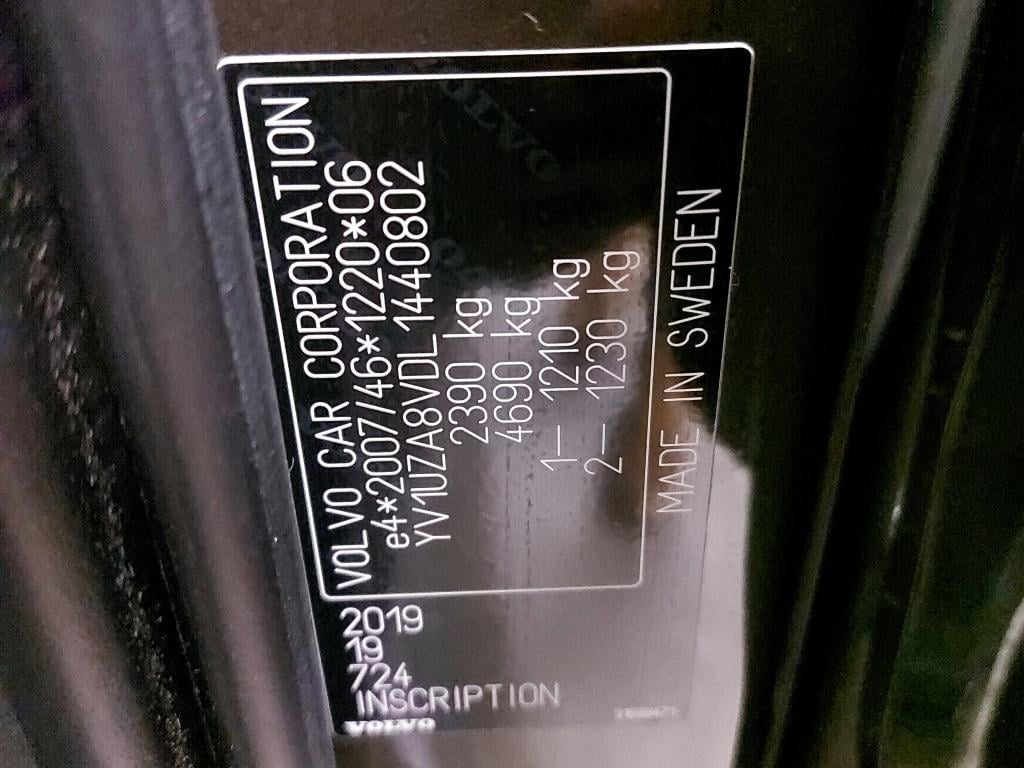 VOLVO CAR CORPORATION
e4*2007/46*1220*06
YV1UZA8VDL1440802
2390 kg
4690 kg
1— 1210 kg
2— 1230 kg
MADE IN SWEDEN
2019
19
724
INSCRIPTION
VOLVO